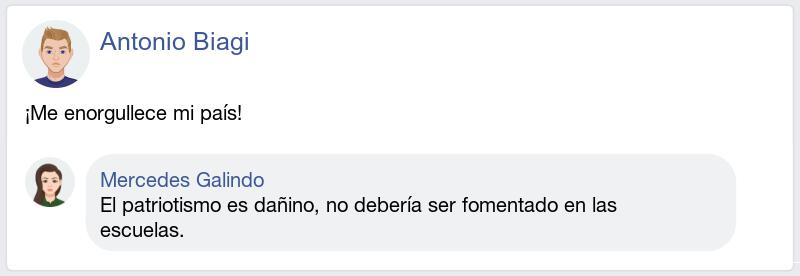 Antonio Biagi
¡Me enorgullece mi país!
Mercedes Galindo
El patriotismo es dañino, no debería ser fomentado en las
escuelas.